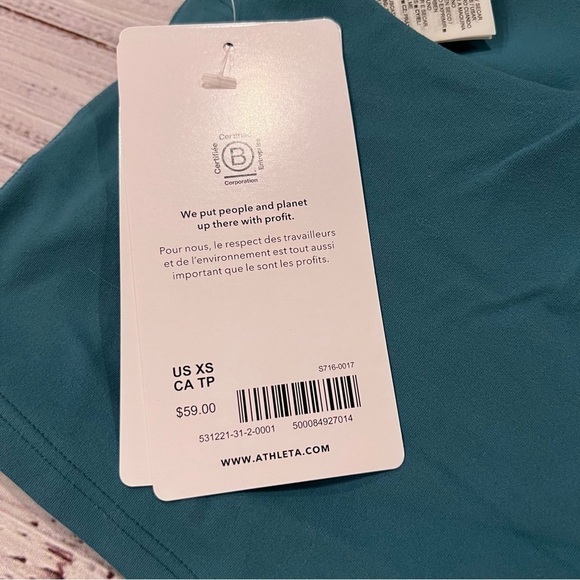 Certified
Certifiée
B
Entreprise
Corporation
We put people and planet
up there with profit.
Pour nous, le respect des travailleurs
et de l'environnement est tout aussi
important que le sont les profits.
US XS
CA TP
S716-0017
$59.00
531221-31-2-0001
500084927014
WWW.ATHLETA.COM